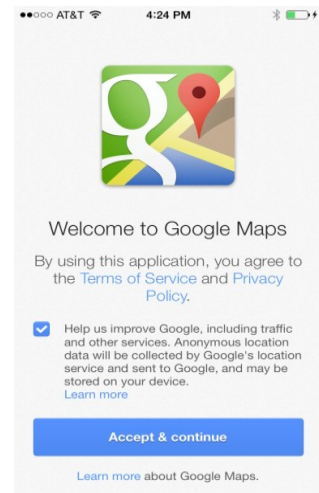 AT&T 4:24 PM
Welcome to Google Maps
By using this application, you agree to
the Terms of Service and Privacy
Policy.
Help us improve Google, including traffic
and other services. Anonymous location
data will be collected by Google's location
service and sent to Google, and may be
stored on your device.
Learn more
Accept & continue
Learn more about Google Maps.